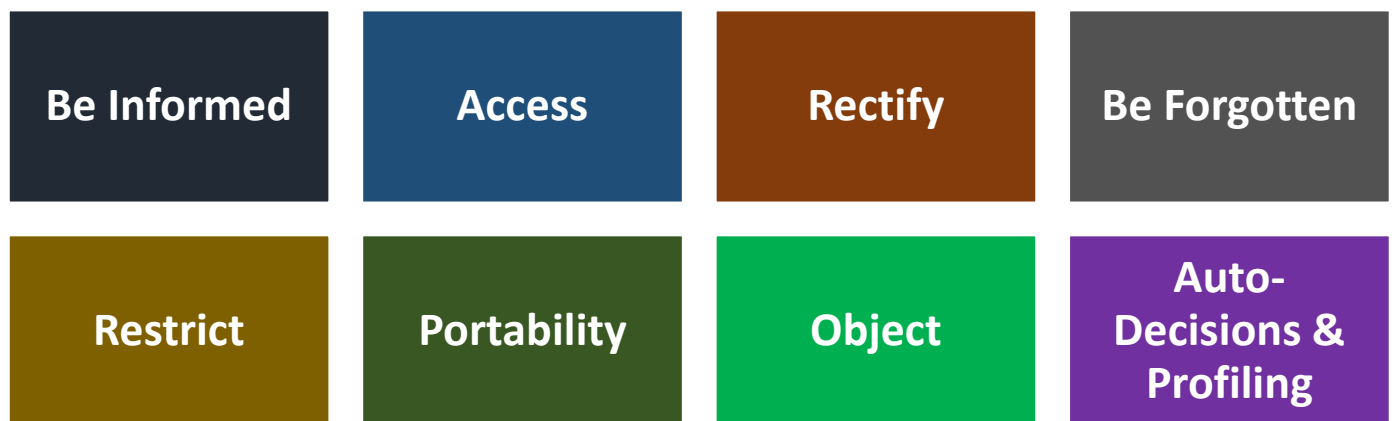 Be Informed
Access
Rectify
Be Forgotten
Restrict
Portability
Object
Auto-
Decisions &
Profiling